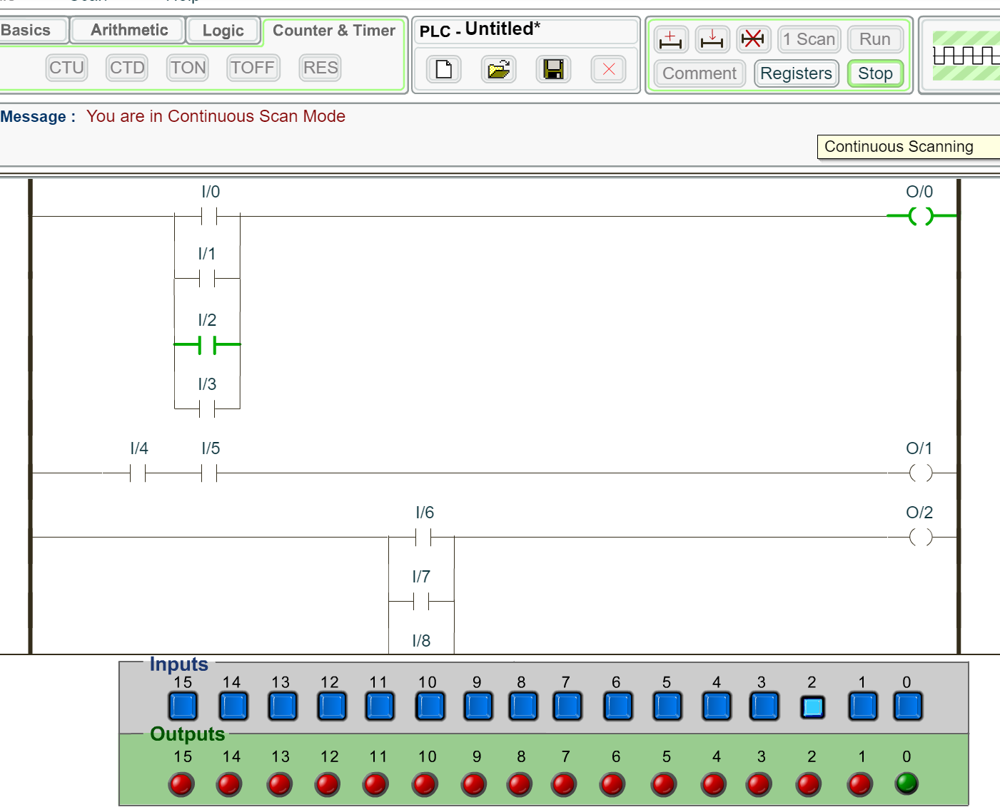 Basics Arithmetic Logic Counter & Timer
PLC - Untitled*
1 Scan Run
CTU CTD TON TOFF RES
Comment Registers Stop
Message : You are in Continuous Scan Mode
Continuous Scanning
I/0 O/0
I/1
I/2
I/3
I/4 I/5 O/1
I/6 O/2
I/7
I/8
Inputs
15 14 13 12 11 10 9 8 7 6 5 4 3 2 1 0
Outputs
15 14 13 12 11 10 9 8 7 6 5 4 3 2 1 0